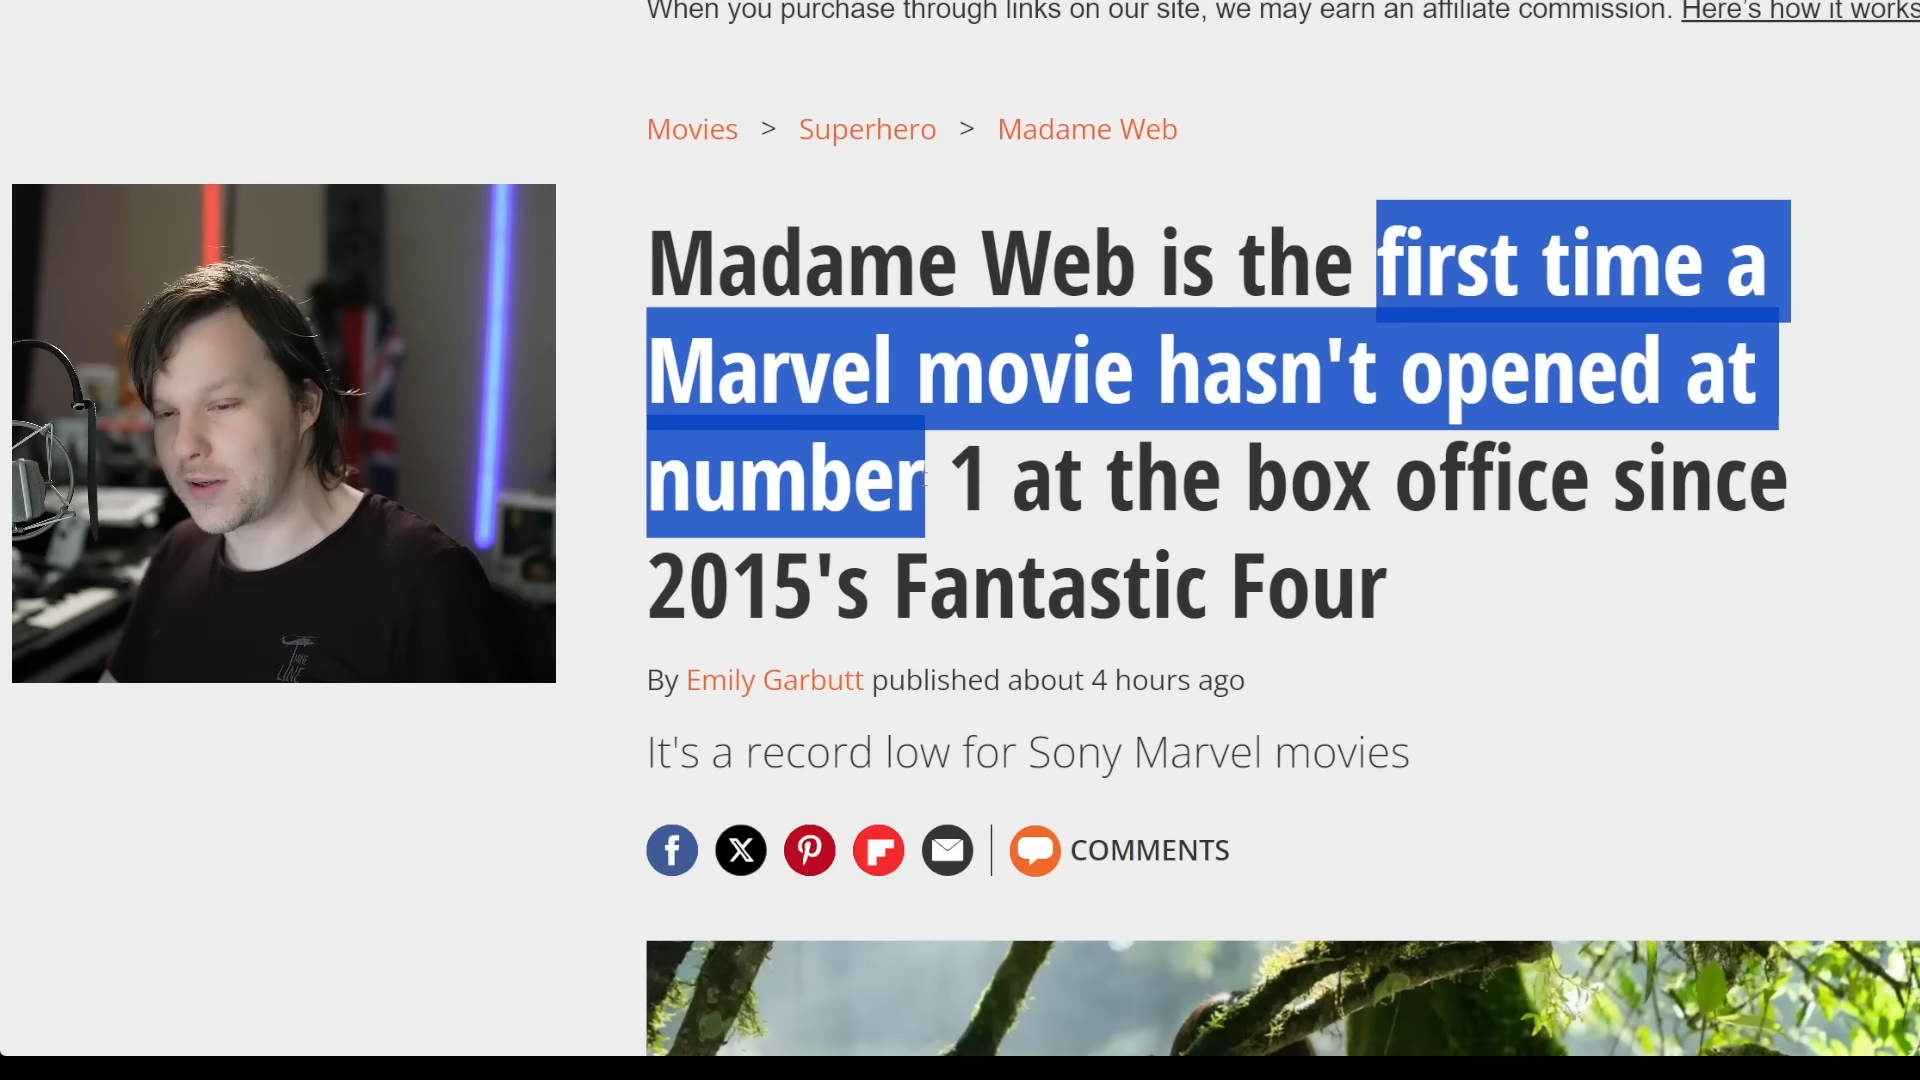 When you purchase through links on our site, we may earn an affiliate commission. Here's how it works
Movies > Superhero > Madame Web
Madame Web is the first time a
Marvel movie hasn't opened at
number 1 at the box office since
2015's Fantastic Four
By Emily Garbutt published about 4 hours ago
It's a record low for Sony Marvel movies
COMMENTS
NINE
LINE